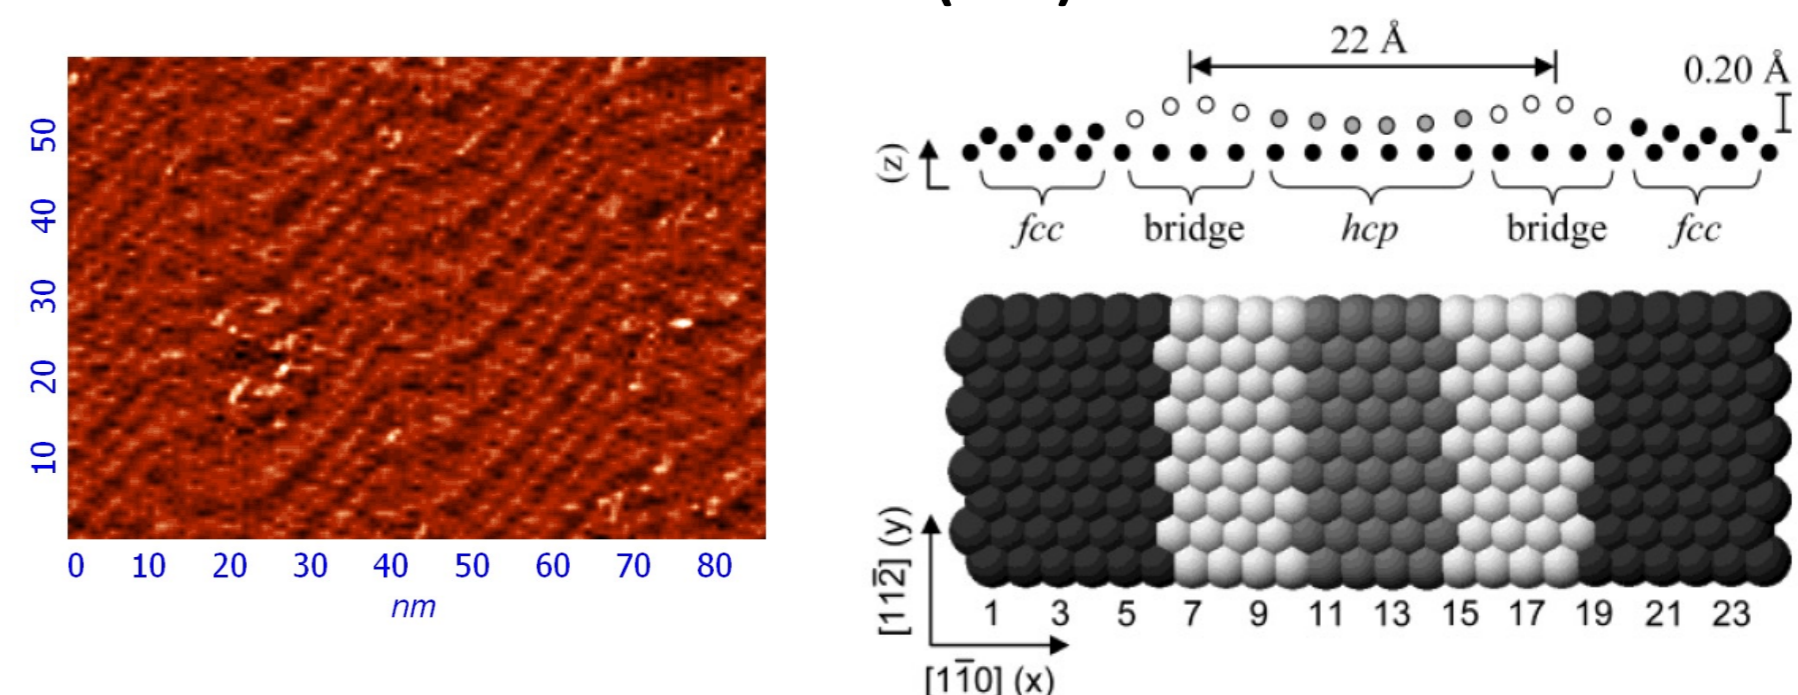 50
40
30
20
10
0 10 20 30 40 50 60 70 80
nm
22 Å
0.20 Å
(z)
fcc bridge hcp bridge fcc
[112̅] (y)
1 3 5 7 9 11 13 15 17 19 21 23
[11̅0] (x)